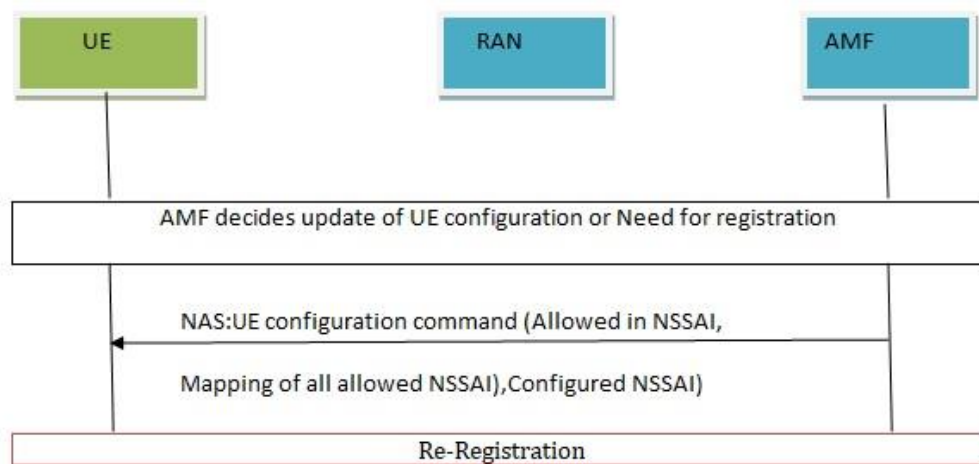 UE
RAN
AMF
AMF decides update of UE configuration or Need for registration
NAS:UE configuration command (Allowed in NSSAI,
Mapping of all allowed NSSAI),Configured NSSAI)
Re-Registration